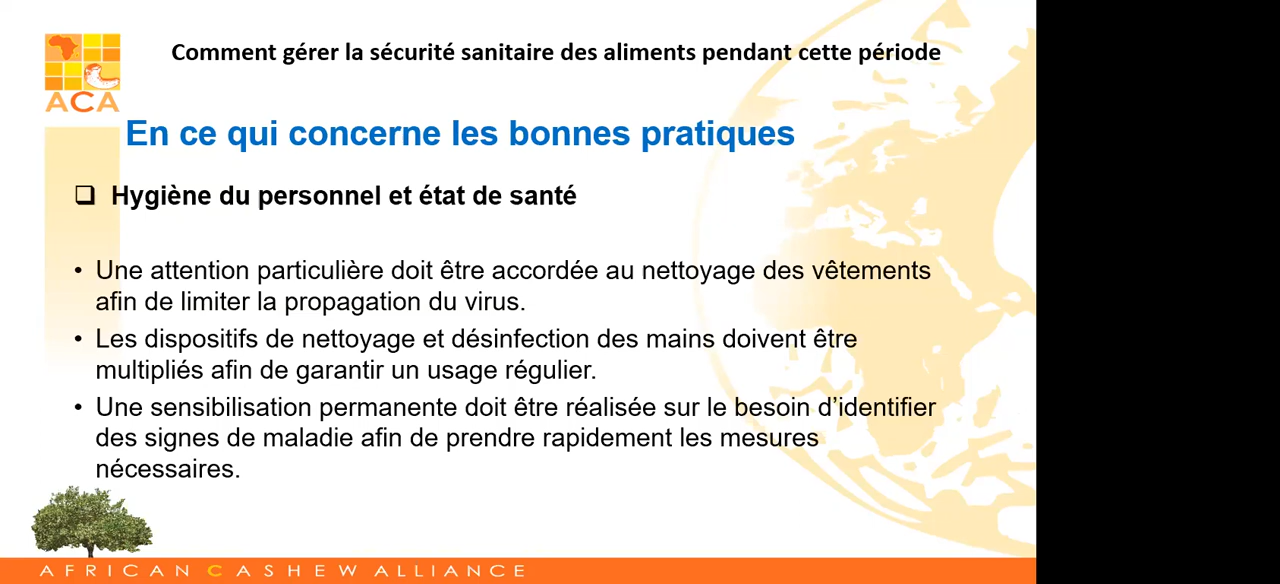 Comment gérer la sécurité sanitaire des aliments pendant cette période
ACA
En ce qui concerne les bonnes pratiques
❑ Hygiène du personnel et état de santé
• Une attention particulière doit être accordée au nettoyage des vêtements
afin de limiter la propagation du virus.
• Les dispositifs de nettoyage et désinfection des mains doivent être
multipliés afin de garantir un usage régulier.
• Une sensibilisation permanente doit être réalisée sur le besoin d’identifier
des signes de maladie afin de prendre rapidement les mesures
nécessaires.
AFRICAN CASHEW ALLIANCE